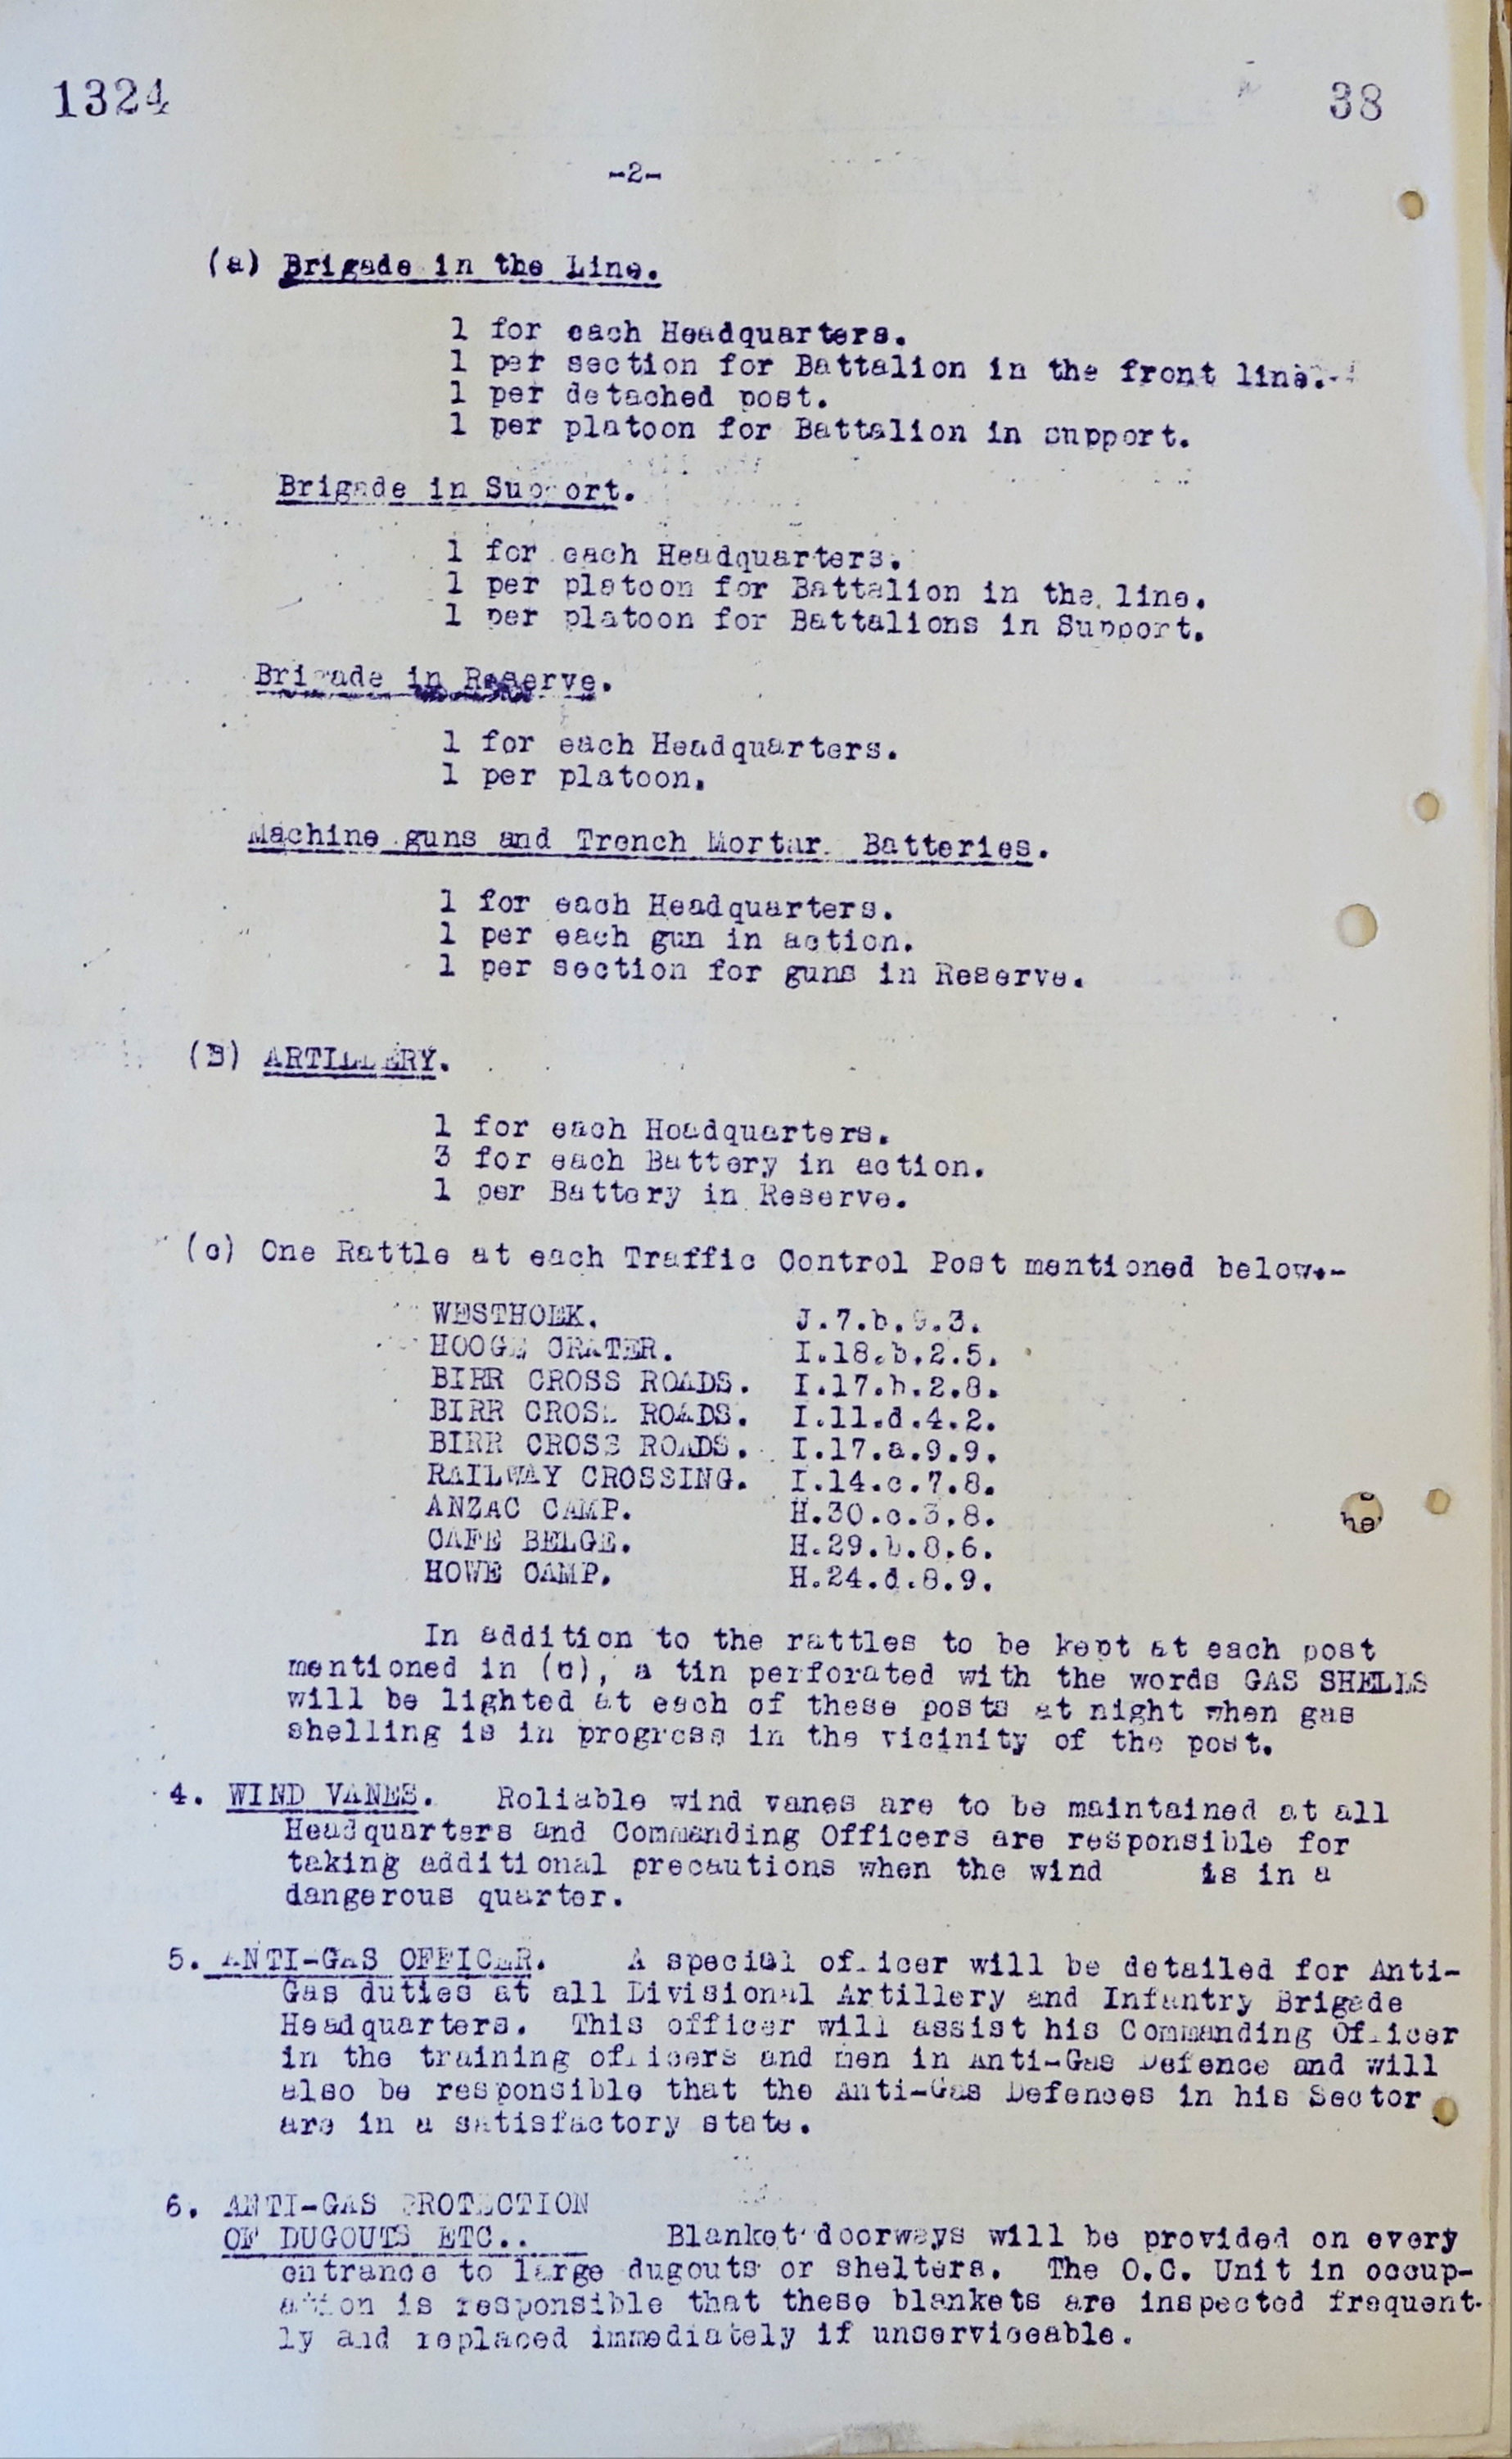 1324
38
-2-
(a) Brigade in the Line.
1 for each Headquarters.
1 per section for Battalion in the front line.
1 per detached post.
1 per platoon for Battalion in support.
Brigade in Support.
1 for each Headquarters.
1 per platoon for Battalion in the line.
1 per platoon for Battalions in Support.
Brigade in Reserve.
1 for each Headquarters.
1 per platoon.
Machine guns and Trench Mortar Batteries.
1 for each Headquarters.
1 per each gun in action.
1 per section for guns in Reserve.
(B) ARTILLERY.
1 for each Headquarters.
3 for each Battery in action.
1 per Battery in Reserve.
(c) One Rattle at each Traffic Control Post mentioned below.-
WESTHOEK. J.7.b.9.3.
HOOGE CRATER. I.18.b.2.5.
BIRR CROSS ROADS. I.17.b.2.8.
BIRR CROSS ROADS. I.11.d.4.2.
BIRR CROSS ROADS. I.17.a.9.9.
RAILWAY CROSSING. I.14.c.7.8.
ANZAC CAMP. H.30.c.3.8.
CAFE BELGE. H.29.b.8.6.
HOWE CAMP. H.24.d.8.9.
In addition to the rattles to be kept at each post
mentioned in (c), a tin perforated with the words GAS SHELLS
will be lighted at each of these posts at night when gas
shelling is in progress in the vicinity of the post.
4. WIND VANES. Reliable wind vanes are to be maintained at all
Headquarters and Commanding Officers are responsible for
taking additional precautions when the wind is in a
dangerous quarter.
5. ANTI-GAS OFFICER. A special officer will be detailed for Anti-
Gas duties at all Divisional Artillery and Infantry Brigade
Headquarters. This officer will assist his Commanding Officer
in the training officers and men in Anti-Gas Defence and will
also be responsible that the Anti-Gas Defences in his Sector
are in a satisfactory state.
6. ANTI-GAS PROTECTION
OF DUGOUTS ETC.. Blanket doorways will be provided on every
entrance to large dugouts or shelters. The O.C. Unit in occup-
ation is responsible that these blankets are inspected frequent-
ly and replaced immediately if unserviceable.